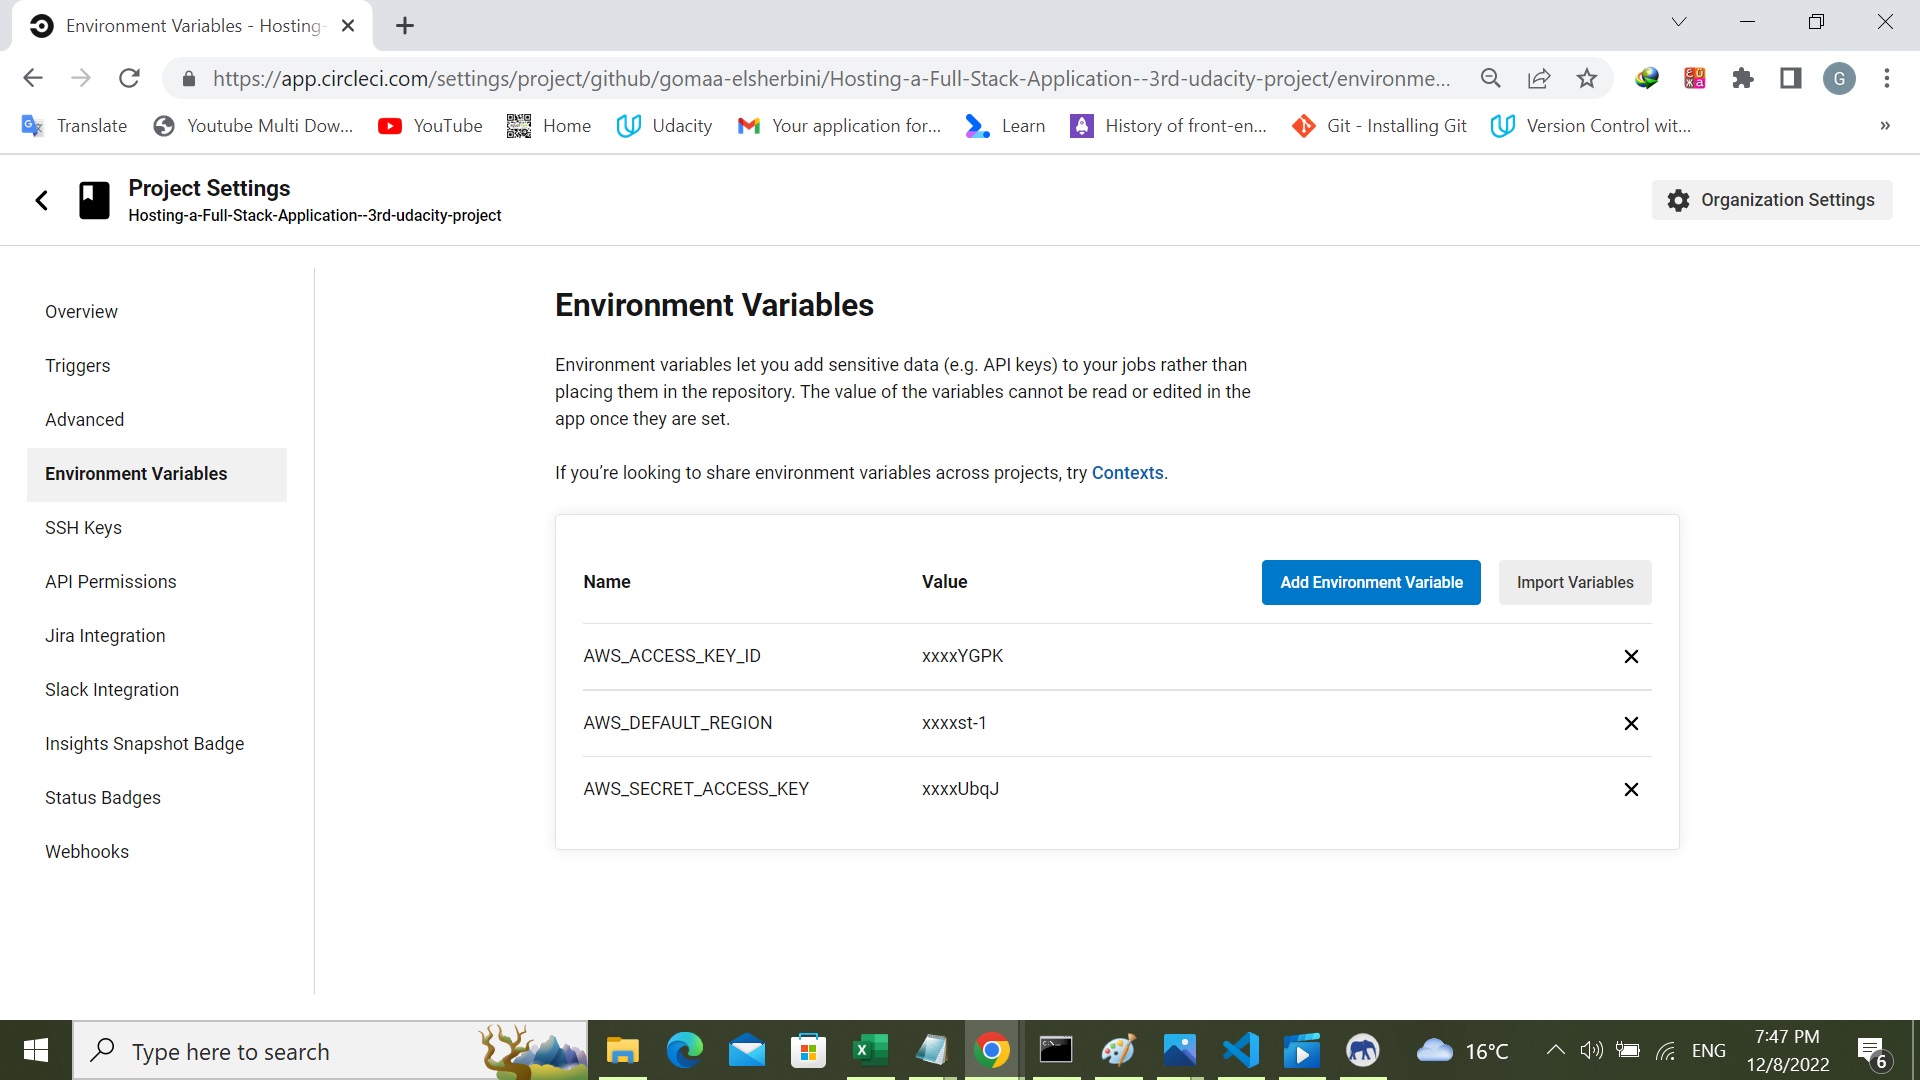 Environment Variables - Hosting-
https://app.circleci.com/settings/project/github/gomaa-elsherbini/Hosting-a-Full-Stack-Application--3rd-udacity-project/environme...
G
Translate
Youtube Multi Dow...
YouTube
Home
Udacity
Your application for...
Learn
History of front-en...
Git - Installing Git
Version Control wit...
»
Project Settings
Hosting-a-Full-Stack-Application--3rd-udacity-project
Organization Settings
Overview
Triggers
Advanced
Environment Variables
SSH Keys
API Permissions
Jira Integration
Slack Integration
Insights Snapshot Badge
Status Badges
Webhooks
Environment Variables
Environment variables let you add sensitive data (e.g. API keys) to your jobs rather than
placing them in the repository. The value of the variables cannot be read or edited in the
app once they are set.
If you’re looking to share environment variables across projects, try Contexts.
Name Value Add Environment Variable Import Variables
AWS_ACCESS_KEY_ID xxxxYGPK
AWS_DEFAULT_REGION xxxxst-1
AWS_SECRET_ACCESS_KEY xxxxUbqJ
Type here to search
16°C
ENG
7:47 PM
12/8/2022
6